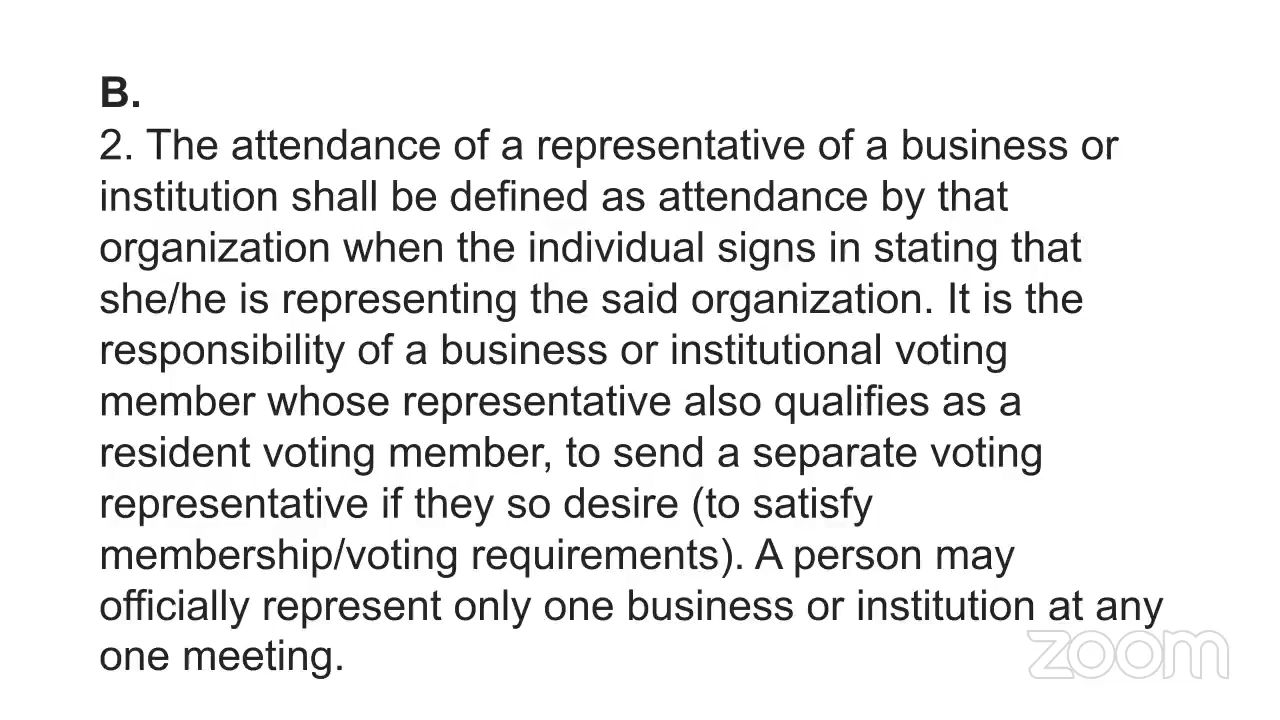 B.
2. The attendance of a representative of a business or
institution shall be defined as attendance by that
organization when the individual signs in stating that
she/he is representing the said organization. It is the
responsibility of a business or institutional voting
member whose representative also qualifies as a
resident voting member, to send a separate voting
representative if they so desire (to satisfy
membership/voting requirements). A person may
officially represent only one business or institution at any
one meeting.
zoom